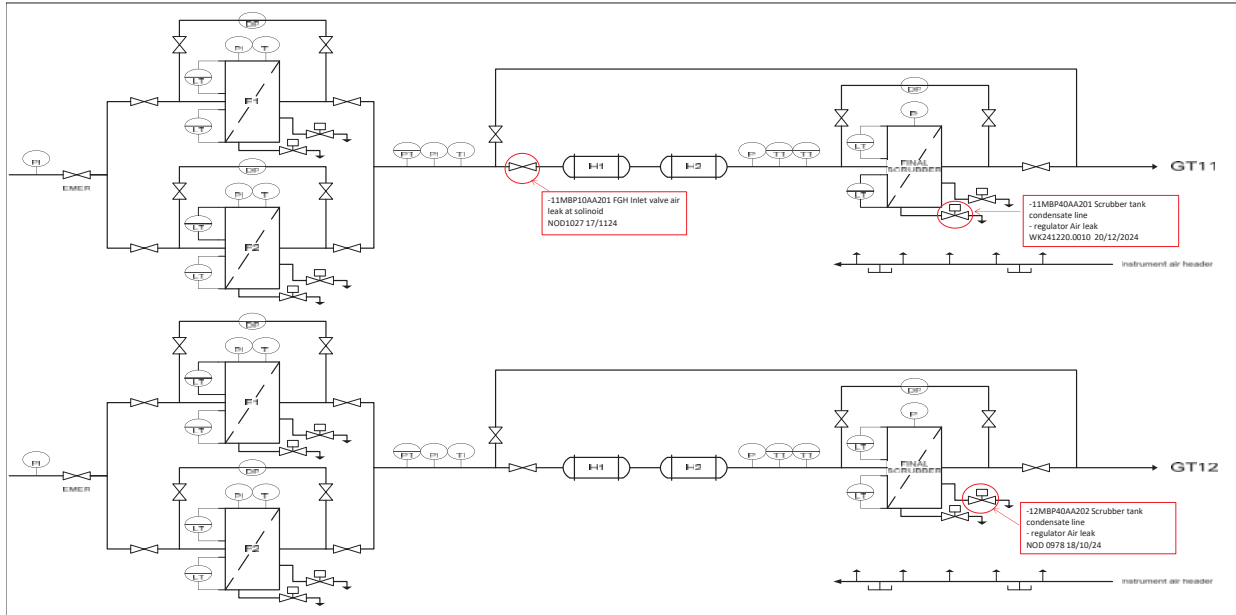 DP
PI
T
LT
F1
LT
PI
EMER
DP
PI
T
LT
F2
LT
PT
PI
TI
H1
H2
P
TT
TT
DP
P
LT
FINAL
SCRUBBER
LT
GT11
-11MBP10AA201 FGH Inlet valve air
leak at solinoid
NOD1027 17/1124
-11MBP40AA201 Scrubber tank
condensate line
- regulator Air leak
WK241220.0010 20/12/2024
Instrument air header
DP
PI
T
LT
F1
LT
PI
EMER
DP
PI
T
LT
F2
LT
PT
PI
TI
H1
H2
P
TT
TT
DP
P
LT
FINAL
SCRUBBER
LT
GT12
-12MBP40AA202 Scrubber tank
condensate line
- regulator Air leak
NOD 0978 18/10/24
Instrument air header